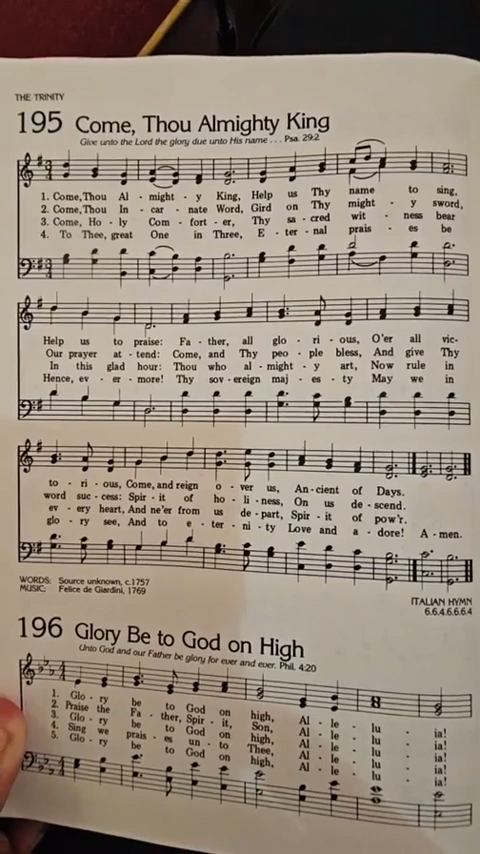 THE TRINITY
195 Come, Thou Almighty King
Give unto the Lord the glory due unto His name . . . Psa. 29:2
1. Come, Thou Al - might - y King, Help us Thy name to sing,
2. Come, Thou In - car - nate Word, Gird on Thy might - y sword,
3. Come, Ho - ly Com - fort - er, Thy sa - cred wit - ness bear
4. To Thee, great One in Three, E - ter - nal prais - es be
Help us to praise: Fa - ther, all glo - ri - ous, O'er all vic-
Our prayer at - tend: Come, and Thy peo - ple bless, And give Thy
In this glad hour: Thou who al - might - y art, Now rule in
Hence, ev - er - more! Thy sov - ereign maj - es - ty May we in
to - ri - ous, Come, and reign o - ver us, An - cient of Days.
word suc - cess: Spir - it of ho - li - ness, On us de - scend.
ev - ery heart, And ne'er from us de - part, Spir - it of pow'r.
glo - ry see, And to e - ter - ni - ty Love and a - dore! A - men.
WORDS: Source unknown, c.1757
MUSIC: Felice de Giardini, 1769
ITALIAN HYMN
6.6.4.6.6.6.4
196 Glory Be to God on High
Unto God and our Father be glory for ever and ever. Phil. 4:20
1. Glo - ry be to God on high, Al - le - lu - ia!
2. Praise the Fa - ther, Spir - it, Son, Al - le - lu - ia!
3. Glo - ry be to God on high, Al - le - lu - ia!
4. Sing we prais - es un - to Thee, Al - le - lu - ia!
5. Glo - ry be to God on high, Al - le - lu - ia!